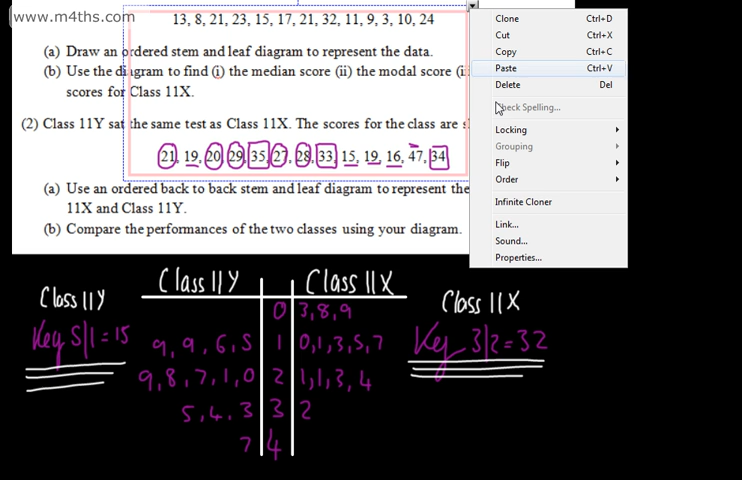 www.m4ths.com
13, 8, 21, 23, 15, 17, 21, 32, 11, 9, 3, 10, 24
(a) Draw an ordered stem and leaf diagram to represent the data.
(b) Use the diagram to find (i) the median score (ii) the modal score (iii
scores for Class 11X.
(2) Class 11Y sat the same test as Class 11X. The scores for the class are
21, 19, 20, 29, 35, 27, 28, 33, 15, 19, 16, 47, 34
(a) Use an ordered back to back stem and leaf diagram to represent the
11X and Class 11Y.
(b) Compare the performances of the two classes using your diagram.
Clone Ctrl+D
Cut Ctrl+X
Copy Ctrl+C
Paste Ctrl+V
Delete Del
Check Spelling...
Locking
Grouping
Flip
Order
Infinite Cloner
Link...
Sound...
Properties...
Class 11Y
Key 5|1 = 15
Class 11Y Class 11X
0 3, 8, 9
9, 9, 6, 5 1 0, 1, 3, 5, 7
9, 8, 7, 1, 0 2 1, 1, 3, 4
5, 4, 3 3 2
7 4
Class 11X
Key 3|2 = 32